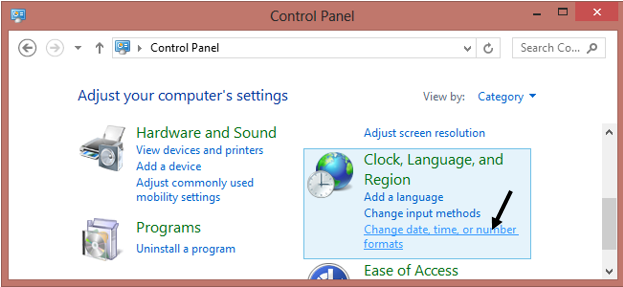 Control Panel
Control Panel
Search Co...
Adjust your computer's settings
View by: Category
Hardware and Sound
View devices and printers
Add a device
Adjust commonly used
mobility settings
Programs
Uninstall a program
Adjust screen resolution
Clock, Language, and
Region
Add a language
Change input methods
Change date, time, or number
formats
Ease of Access